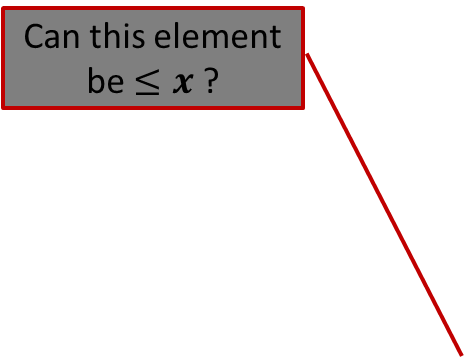 Can this element
be ≤ x ?